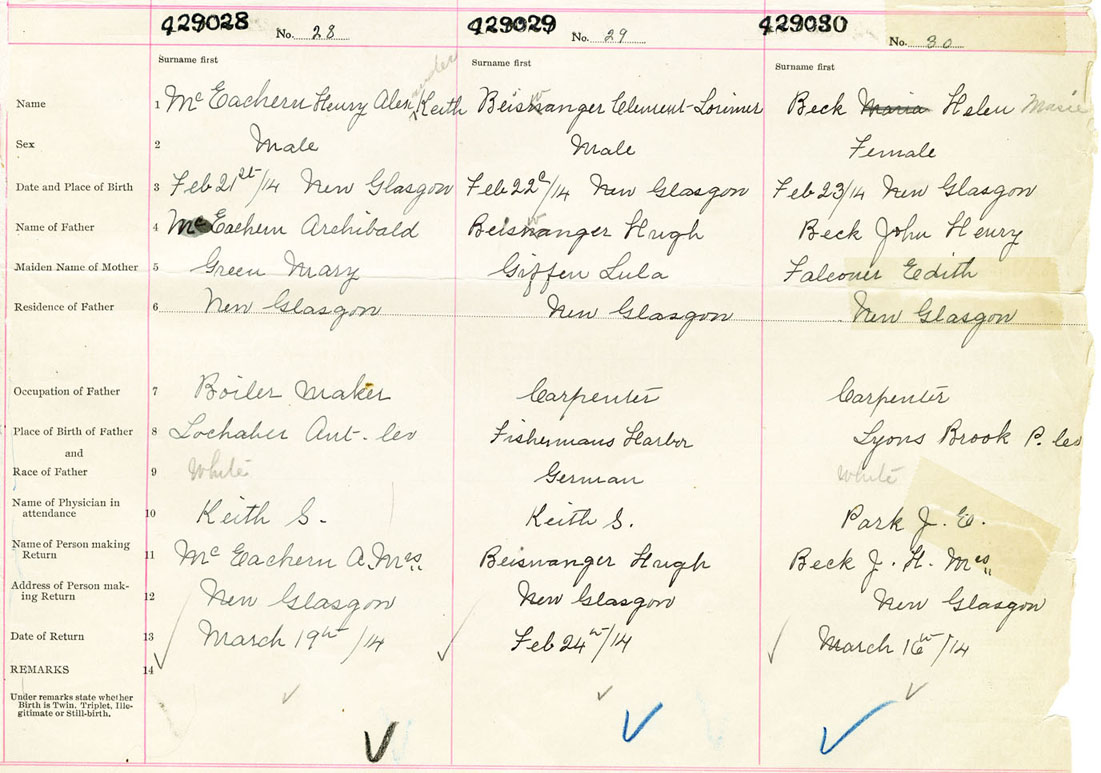 429028 No. 28 429029 No. 29 429030 No. 30
Surname first Surname first Surname first
Name 1 McEachern Henry Alex Keith Beiswanger Clement Lorimer Beck Maria Helen Marie
Sex 2 Male Male Female
Date and Place of Birth 3 Feb 21st/14 New Glasgow Feb 22d/14 New Glasgow Feb 23/14 New Glasgow
Name of Father 4 McEachern Archibald Beiswanger Hugh Beck John Henry
Maiden Name of Mother 5 Green Mary Giffen Lula Falconer Edith
Residence of Father 6 New Glasgow New Glasgow New Glasgow
Occupation of Father 7 Boiler Maker Carpenter Carpenter
Place of Birth of Father 8 Lochaber Ant. Co Fishermans Harbor Lyons Brook P. Co
and
Race of Father 9 White German White
Name of Physician in
attendance 10 Keith S. Keith S. Park J. E.
Name of Person making
Return 11 McEachern A. Mrs Beiswanger Hugh Beck J. H. Mrs
Address of Person mak-
ing Return 12 New Glasgow New Glasgow New Glasgow
Date of Return 13 March 19th/14 Feb 24th/14 March 16th/14
REMARKS 14
Under remarks state whether
Birth is Twin, Triplet, Ille-
gitimate or Still-birth.